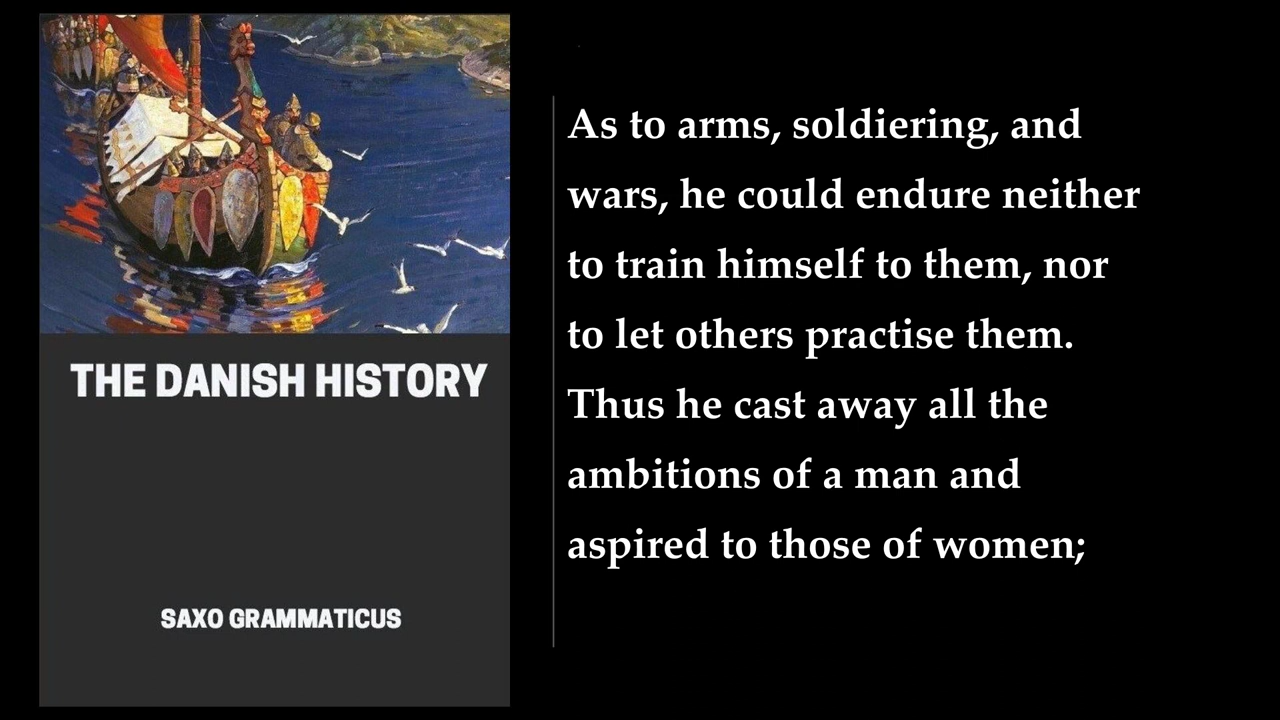 THE DANISH HISTORY
SAXO GRAMMATICUS
As to arms, soldiering, and
wars, he could endure neither
to train himself to them, nor
to let others practise them.
Thus he cast away all the
ambitions of a man and
aspired to those of women;